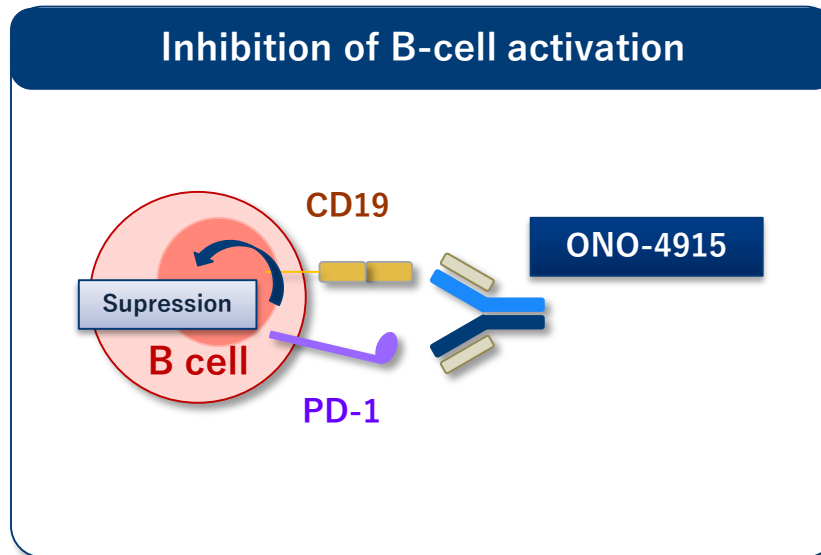 Inhibition of B-cell activation
CD19
ONO-4915
Supression
B cell
PD-1